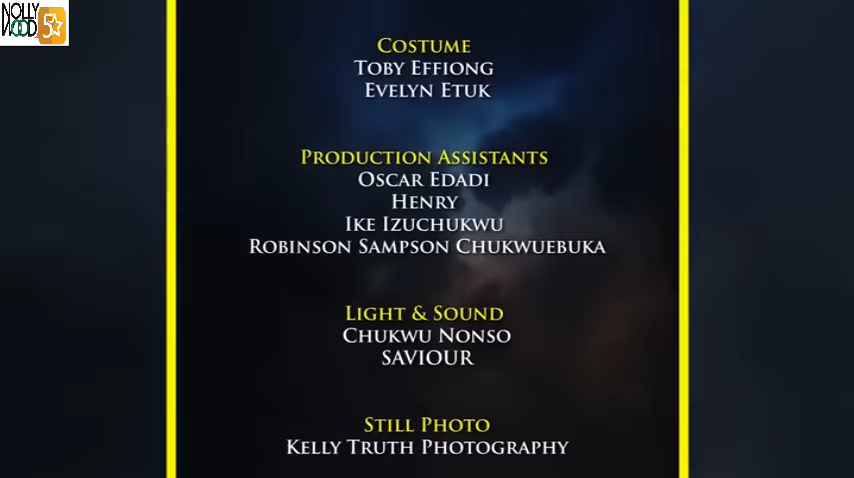 NOLLY
WOOD 5
COSTUME
TOBY EFFIONG
EVELYN ETUK
PRODUCTION ASSISTANTS
OSCAR EDADI
HENRY
IKE IZUCHUKWU
ROBINSON SAMPSON CHUKWUEBUKA
LIGHT & SOUND
CHUKWU NONSO
SAVIOUR
STILL PHOTO
KELLY TRUTH PHOTOGRAPHY